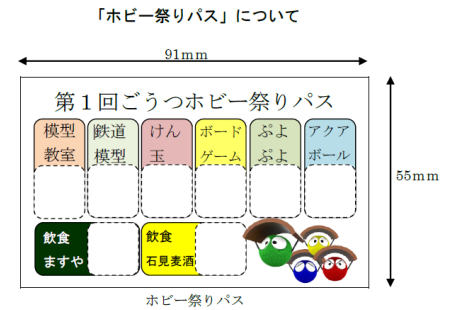 「ホビー祭りパス」について
91mm
第１回ごうつホビー祭りパス
模型教室
鉄道模型
けん玉
ボードゲーム
ぷよぷよ
アクアボール
55mm
飲食
ますや
飲食
石見麦酒
ホビー祭りパス